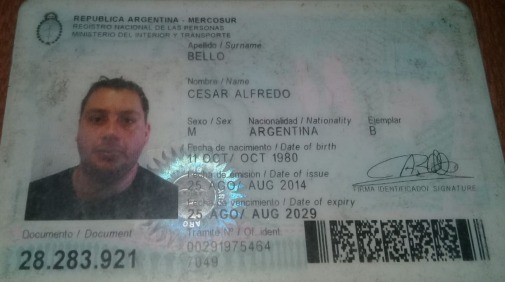 REPUBLICA ARGENTINA - MERCOSUR
REGISTRO NACIONAL DE LAS PERSONAS
MINISTERIO DEL INTERIOR Y TRANSPORTE
Apellido / Surname
BELLO
Nombre / Name
CESAR ALFREDO
Sexo / Sex Nacionalidad / Nationality Ejemplar
M ARGENTINA B
Fecha de nacimiento / Date of birth
11 OCT/ OCT 1980
Fecha de emisión / Date of issue
25 AGO/ AUG 2014
FIRMA IDENTIFICADO / SIGNATURE
Fecha de vencimiento / Date of expiry
25 AGO/ AUG 2029
Documento / Document
Tramite Nº / Of. ident.
00291975464
28.283.921
7049